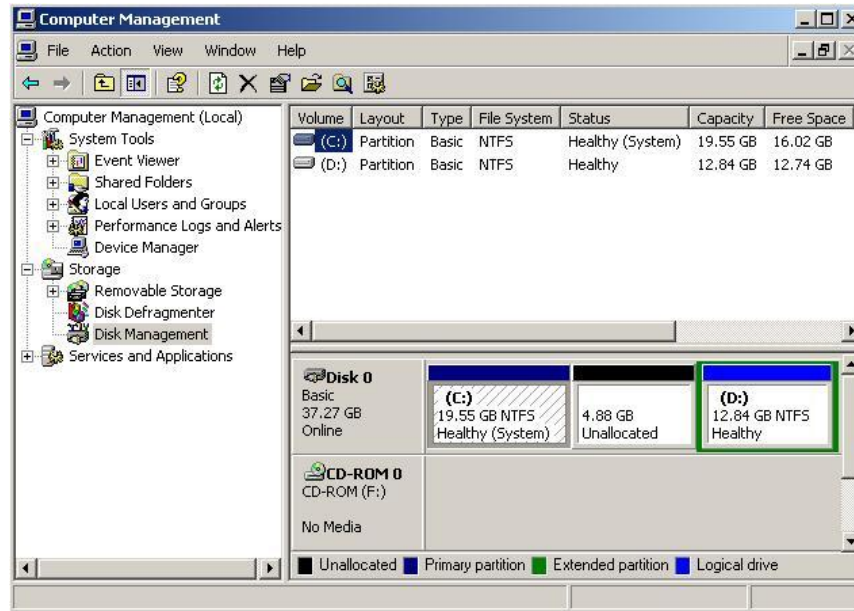 Computer Management
File Action View Window Help
Computer Management (Local)
System Tools
Event Viewer
Shared Folders
Local Users and Groups
Performance Logs and Alerts
Device Manager
Storage
Removable Storage
Disk Defragmenter
Disk Management
Services and Applications
Volume Layout Type File System Status Capacity Free Space
(C:) Partition Basic NTFS Healthy (System) 19.55 GB 16.02 GB
(D:) Partition Basic NTFS Healthy 12.84 GB 12.74 GB
Disk 0
Basic
37.27 GB
Online
(C:)
19.55 GB NTFS
Healthy (System)
4.88 GB
Unallocated
(D:)
12.84 GB NTFS
Healthy
CD-ROM 0
CD-ROM (F:)
No Media
Unallocated Primary partition Extended partition Logical drive